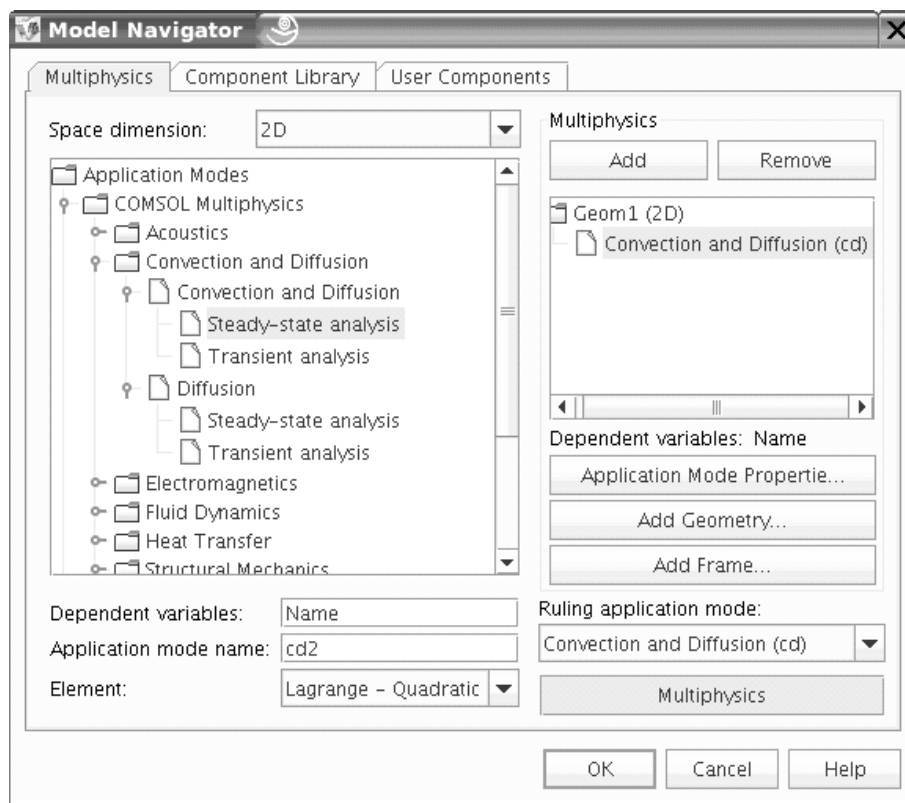 Model Navigator
Multiphysics
Component Library
User Components
Space dimension:
2D
Application Modes
COMSOL Multiphysics
Acoustics
Convection and Diffusion
Convection and Diffusion
Steady-state analysis
Transient analysis
Diffusion
Steady-state analysis
Transient analysis
Electromagnetics
Fluid Dynamics
Heat Transfer
Structural Mechanics
Dependent variables:
Name
Application mode name:
cd2
Element:
Lagrange - Quadratic
Multiphysics
Add
Remove
Geom1 (2D)
Convection and Diffusion (cd)
Dependent variables: Name
Application Mode Propertie...
Add Geometry...
Add Frame...
Ruling application mode:
Convection and Diffusion (cd)
Multiphysics
OK
Cancel
Help